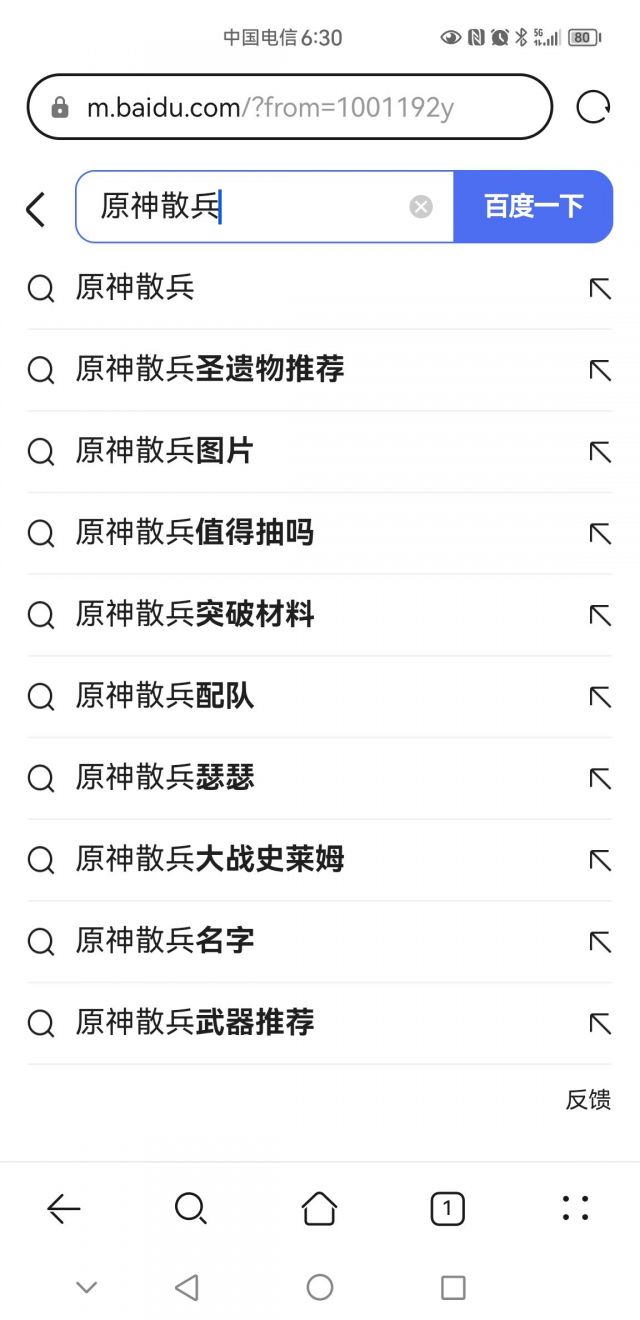 中国电信6:30
5G
80
m.baidu.com/?from=1001192y
原神散兵
百度一下
原神散兵
原神散兵圣遗物推荐
原神散兵图片
原神散兵值得抽吗
原神散兵突破材料
原神散兵配队
原神散兵瑟瑟
原神散兵大战史莱姆
原神散兵名字
原神散兵武器推荐
反馈
1